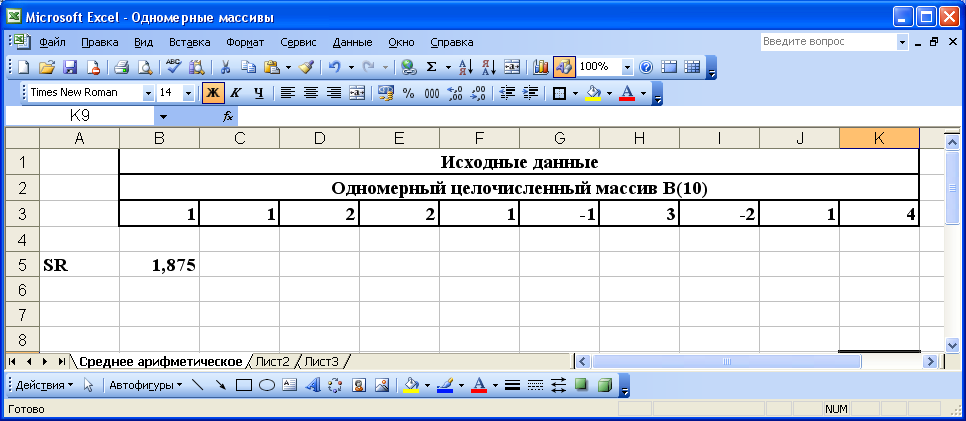 Microsoft Excel - Одномерные массивы
Файл Правка Вид Вставка Формат Сервис Данные Окно Справка Введите вопрос
100%
Times New Roman 14 Ж К Ч % 000
K9 fx
A B C D E F G H I J K
1 Исходные данные
2 Одномерный целочисленный массив B(10)
3 1 1 2 2 1 -1 3 -2 1 4
4
5 SR 1,875
6
7
8
Среднее арифметическое Лист2 Лист3
Действия Автофигуры
Готово NUM